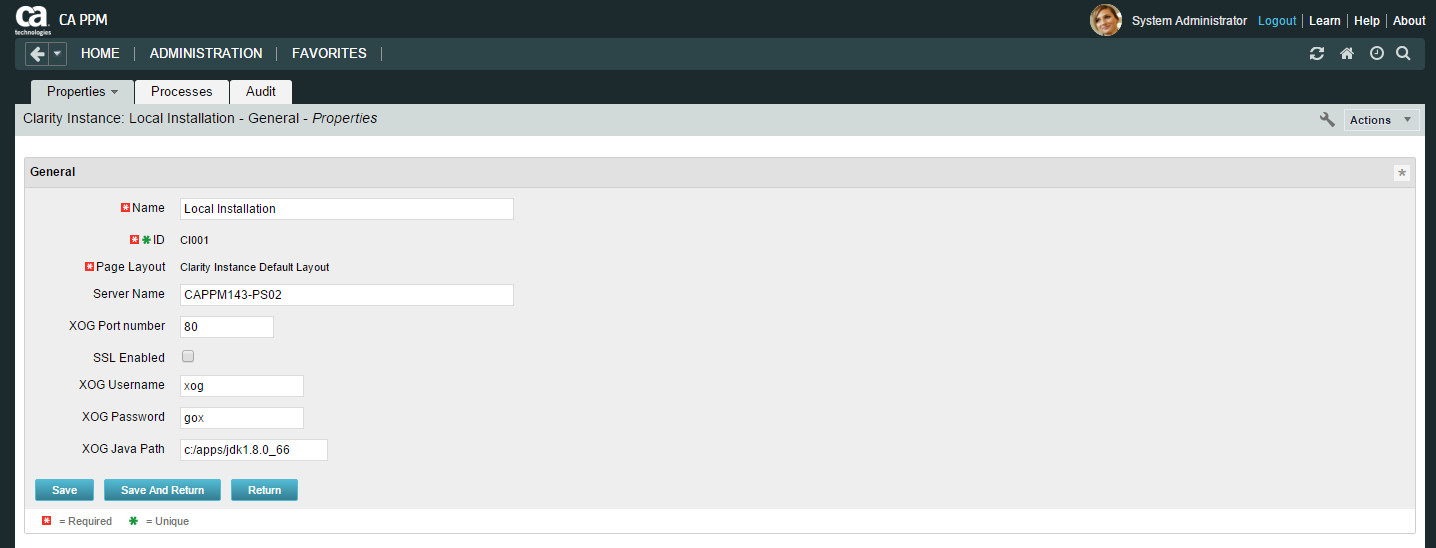 ca technologies CA PPM System Administrator Logout Learn Help About
HOME ADMINISTRATION FAVORITES
Properties Processes Audit
Clarity Instance: Local Installation - General - Properties Actions
General *
* Name Local Installation
* * ID CI001
* Page Layout Clarity Instance Default Layout
Server Name CAPPM143-PS02
XOG Port number 80
SSL Enabled
XOG Username xog
XOG Password gox
XOG Java Path c:/apps/jdk1.8.0_66
Save Save And Return Return
* = Required * = Unique